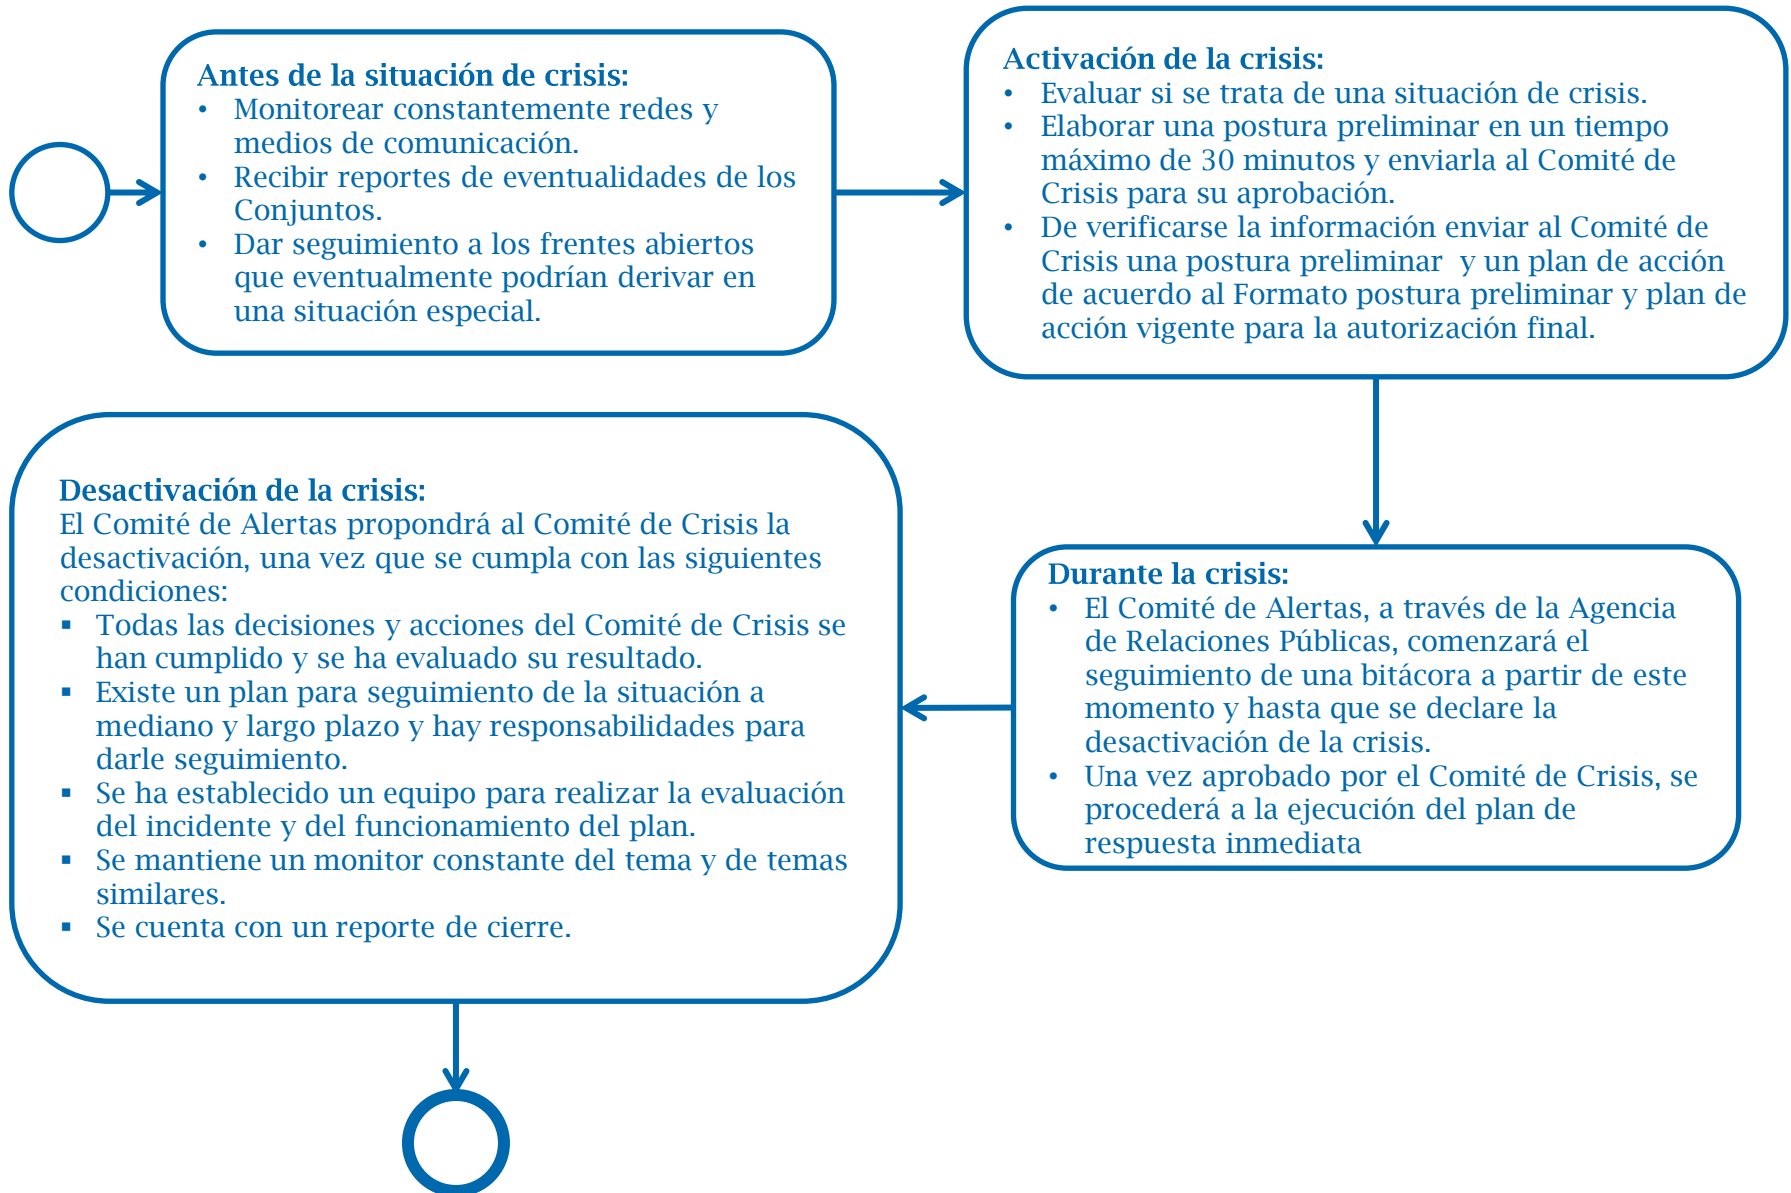 Antes de la situación de crisis:
• Monitorear constantemente redes y
medios de comunicación.
• Recibir reportes de eventualidades de los
Conjuntos.
• Dar seguimiento a los frentes abiertos
que eventualmente podrían derivar en
una situación especial.
Activación de la crisis:
• Evaluar si se trata de una situación de crisis.
• Elaborar una postura preliminar en un tiempo
máximo de 30 minutos y enviarla al Comité de
Crisis para su aprobación.
• De verificarse la información enviar al Comité de
Crisis una postura preliminar y un plan de acción
de acuerdo al Formato postura preliminar y plan de
acción vigente para la autorización final.
Durante la crisis:
• El Comité de Alertas, a través de la Agencia
de Relaciones Públicas, comenzará el
seguimiento de una bitácora a partir de este
momento y hasta que se declare la
desactivación de la crisis.
• Una vez aprobado por el Comité de Crisis, se
procederá a la ejecución del plan de
respuesta inmediata
Desactivación de la crisis:
El Comité de Alertas propondrá al Comité de Crisis la
desactivación, una vez que se cumpla con las siguientes
condiciones:
▪ Todas las decisiones y acciones del Comité de Crisis se
han cumplido y se ha evaluado su resultado.
▪ Existe un plan para seguimiento de la situación a
mediano y largo plazo y hay responsabilidades para
darle seguimiento.
▪ Se ha establecido un equipo para realizar la evaluación
del incidente y del funcionamiento del plan.
▪ Se mantiene un monitor constante del tema y de temas
similares.
▪ Se cuenta con un reporte de cierre.